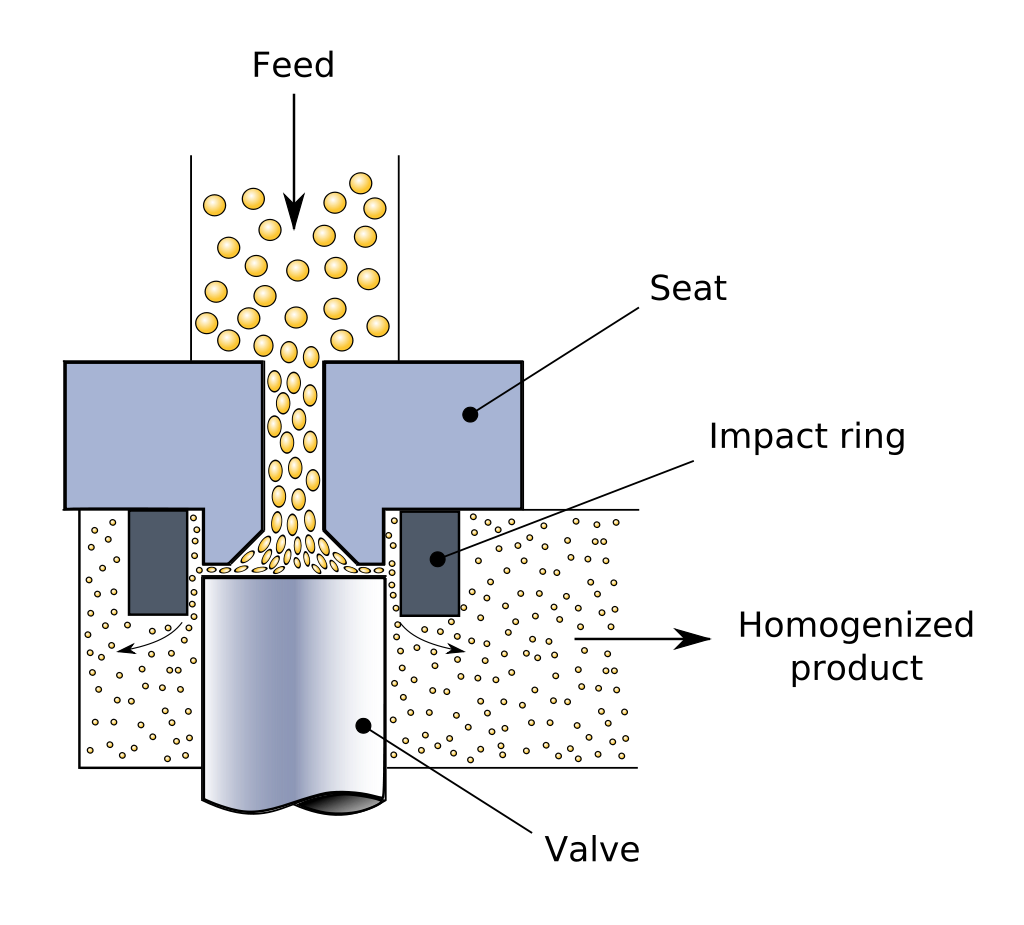 Feed
Seat
Impact ring
Homogenized
product
Valve